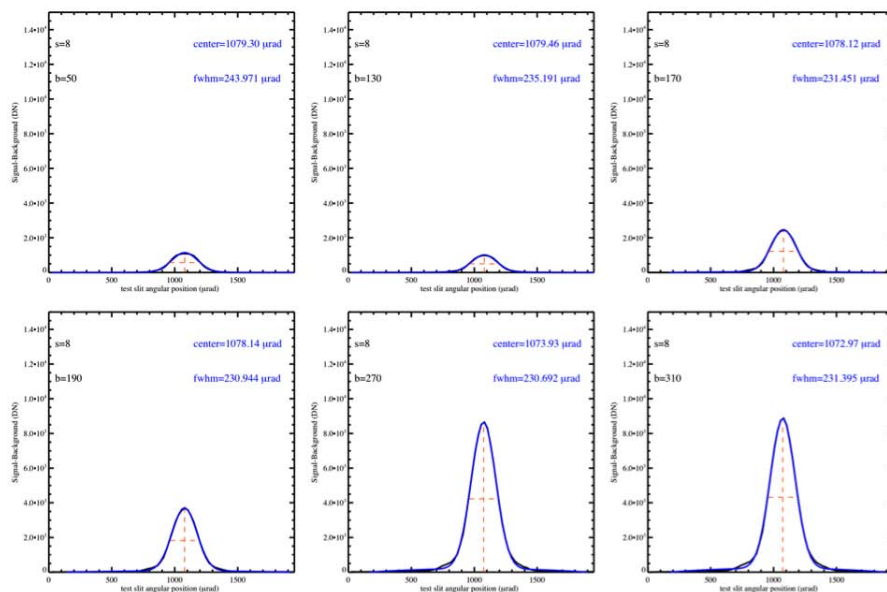 1.4•10⁴
1.2•10⁴
1.0•10⁴
8.0•10³
6.0•10³
4.0•10³
2.0•10³
0
Signal-Background (DN)
s=8
center=1079.30 µrad
b=50
fwhm=243.971 µrad
0 500 1000 1500
test slit angular position (µrad)
1.4•10⁴
1.2•10⁴
1.0•10⁴
8.0•10³
6.0•10³
4.0•10³
2.0•10³
0
Signal-Background (DN)
s=8
center=1079.46 µrad
b=130
fwhm=235.191 µrad
0 500 1000 1500
test slit angular position (µrad)
1.4•10⁴
1.2•10⁴
1.0•10⁴
8.0•10³
6.0•10³
4.0•10³
2.0•10³
0
Signal-Background (DN)
s=8
center=1078.12 µrad
b=170
fwhm=231.451 µrad
0 500 1000 1500
test slit angular position (µrad)
1.4•10⁴
1.2•10⁴
1.0•10⁴
8.0•10³
6.0•10³
4.0•10³
2.0•10³
0
Signal-Background (DN)
s=8
center=1078.14 µrad
b=190
fwhm=230.944 µrad
0 500 1000 1500
test slit angular position (µrad)
1.4•10⁴
1.2•10⁴
1.0•10⁴
8.0•10³
6.0•10³
4.0•10³
2.0•10³
0
Signal-Background (DN)
s=8
center=1073.93 µrad
b=270
fwhm=230.692 µrad
0 500 1000 1500
test slit angular position (µrad)
1.4•10⁴
1.2•10⁴
1.0•10⁴
8.0•10³
6.0•10³
4.0•10³
2.0•10³
0
Signal-Background (DN)
s=8
center=1072.97 µrad
b=310
fwhm=231.395 µrad
0 500 1000 1500
test slit angular position (µrad)